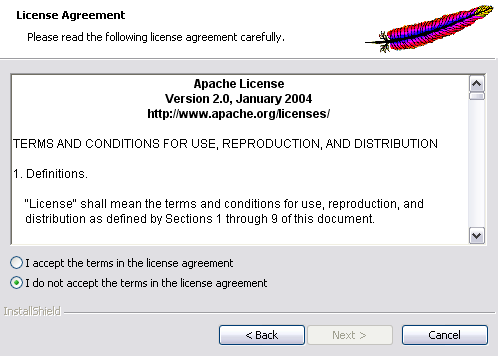 License Agreement
Please read the following license agreement carefully.
Apache License
Version 2.0, January 2004
http://www.apache.org/licenses/
TERMS AND CONDITIONS FOR USE, REPRODUCTION, AND DISTRIBUTION
1. Definitions.
"License" shall mean the terms and conditions for use, reproduction, and
distribution as defined by Sections 1 through 9 of this document.
I accept the terms in the license agreement
I do not accept the terms in the license agreement
InstallShield
< Back Next > Cancel